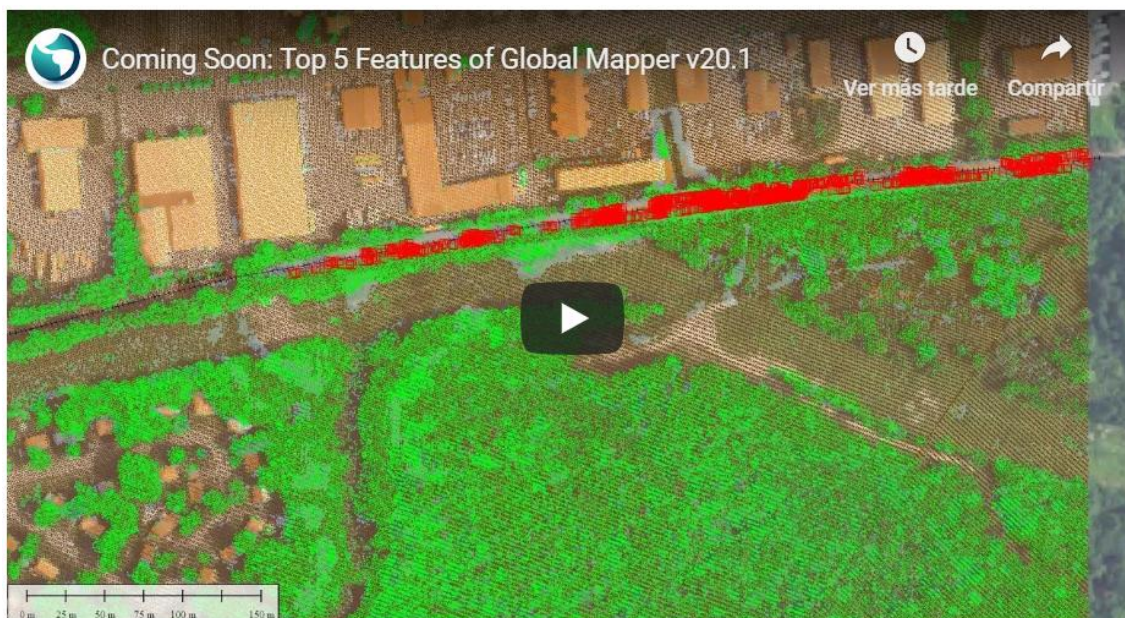 Coming Soon: Top 5 Features of Global Mapper v20.1
Ver más tarde
Compartir
0 m 25 m 50 m 75 m 100 m 150 m